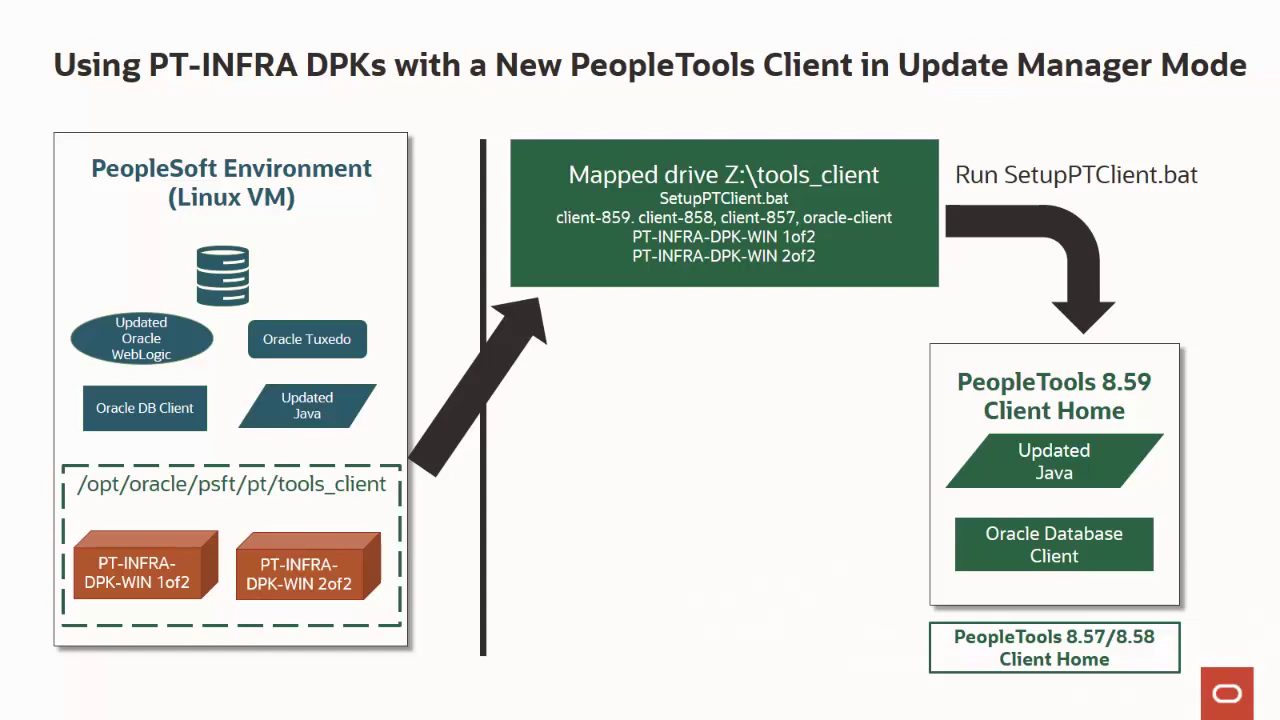 Using PT-INFRA DPKs with a New PeopleTools Client in Update Manager Mode
PeopleSoft Environment
(Linux VM)
Updated
Oracle
WebLogic
Oracle Tuxedo
Oracle DB Client
Updated
Java
/opt/oracle/psft/pt/tools_client
PT-INFRA-
DPK-WIN 1of2
PT-INFRA-
DPK-WIN 2of2
Mapped drive Z:\tools_client
SetupPTClient.bat
client-859. client-858, client-857, oracle-client
PT-INFRA-DPK-WIN 1of2
PT-INFRA-DPK-WIN 2of2
Run SetupPTClient.bat
PeopleTools 8.59
Client Home
Updated
Java
Oracle Database
Client
PeopleTools 8.57/8.58
Client Home